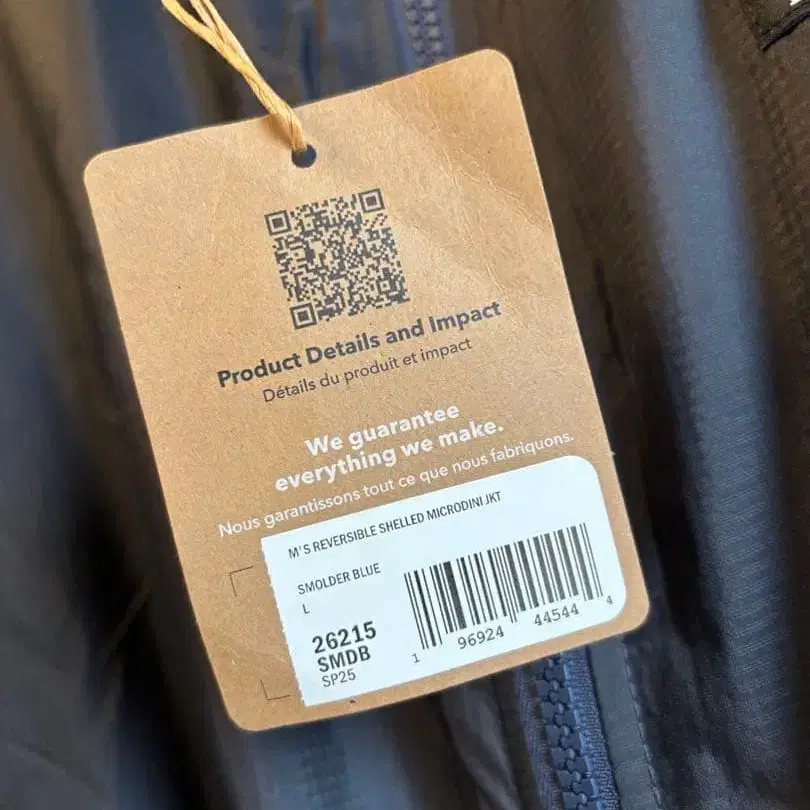 Product Details and Impact
Détails du produit et impact
We guarantee
everything we make.
Nous garantissons tout ce que nous fabriquons.
M'S REVERSIBLE SHELLED MICRODINI JKT
SMOLDER BLUE
L
26215
SMDB
SP25
1 96924 44544 4